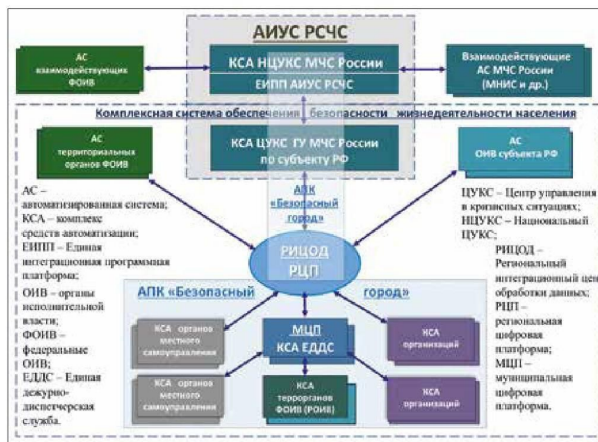 АИУС РСЧС
АС
взаимодействующих
ФОИВ
КСА НЦУКС МЧС России
ЕИПП АИУС РСЧС
Взаимодействующие
АС МЧС России
(МНИС и др.)
Комплексная система обеспечения безопасности жизнедеятельности населения
АС
территориальных
органов ФОИВ
КСА ЦУКС ГУ МЧС России
по субъекту РФ
АС
ОИВ субъекта РФ
АС –
автоматизированная система;
КСА – комплекс
средств автоматизации;
ЕИПП – Единая
интеграционная программная
платформа;
ОИВ – органы
исполнительной
власти;
ФОИВ –
федеральные
ОИВ;
ЕДДС – Единая
дежурно-
диспетчерская
служба.
АПК
«Безопасный
город»
РИЦОД
РЦП
ЦУКС – Центр управления
в кризисных ситуациях;
НЦУКС – Национальный
ЦУКС;
РИЦОД –
Региональный
интеграционный цен
обработки данных;
РЦП –
региональная
цифровая
платформа;
МЦП –
муниципальная
цифровая
платформа.
АПК «Безопасный город»
КСА органов
местного
самоуправления
МЦП
КСА ЕДДС
КСА
организаций
КСА органов
местного
самоуправления
КСА
террорганов
ФОИВ (РОИВ)
КСА
организаций